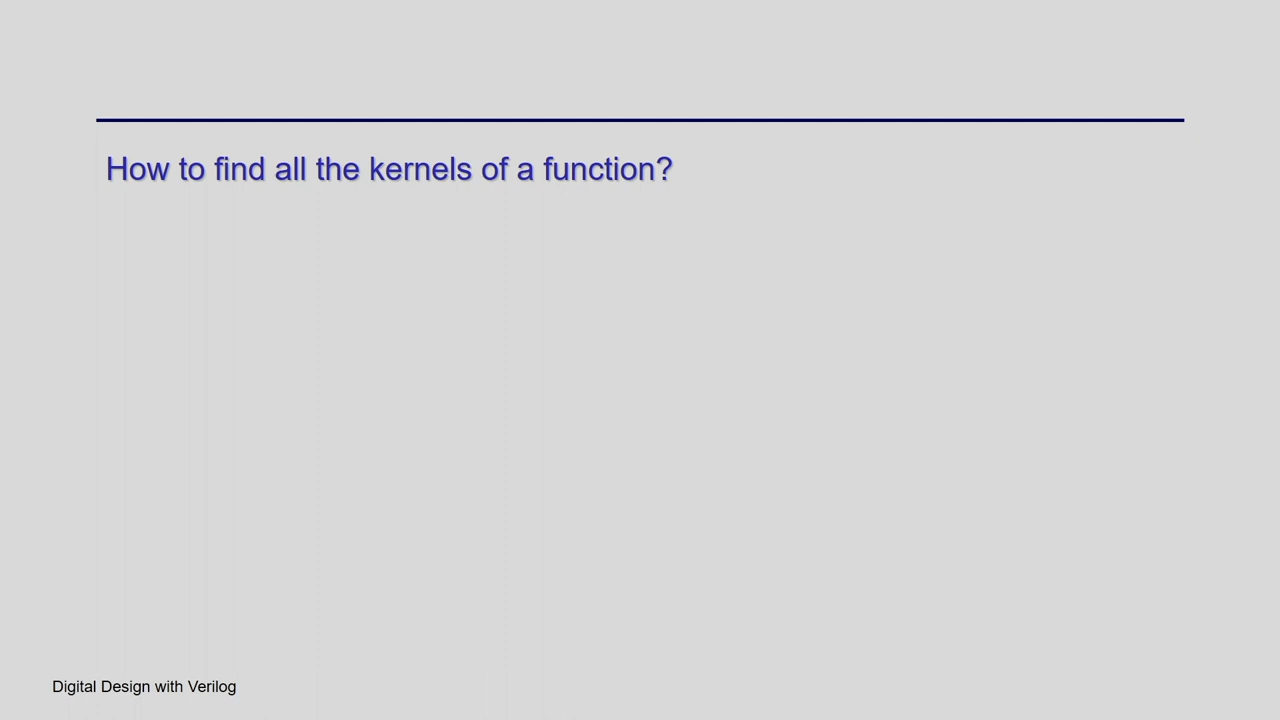 How to find all the kernels of a function?
Digital Design with Verilog